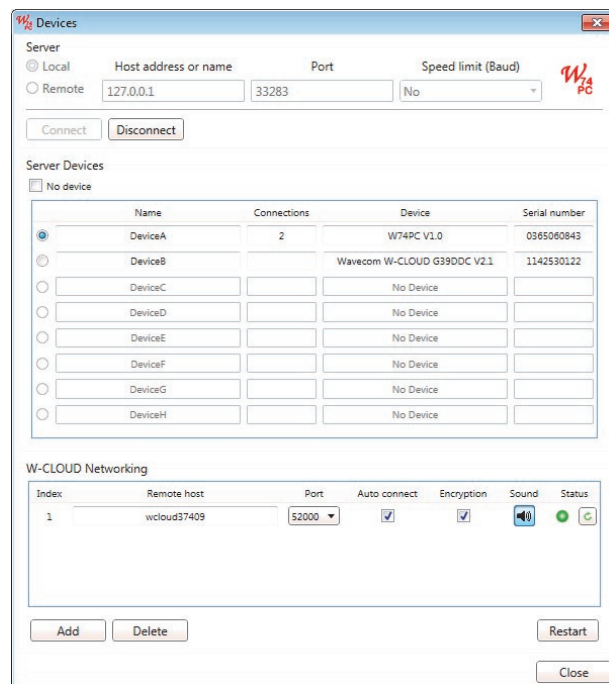 W74 PC Devices
Server
Local Host address or name Port Speed limit (Baud)
Remote 127.0.0.1 33283 No
W74 PC
Connect Disconnect
Server Devices
No device
Name Connections Device Serial number
DeviceA 2 W74PC V1.0 0365060843
DeviceB Wavecom W-CLOUD G39DDC V2.1 1142530122
DeviceC No Device
DeviceD No Device
DeviceE No Device
DeviceF No Device
DeviceG No Device
DeviceH No Device
W-CLOUD Networking
Index Remote host Port Auto connect Encryption Sound Status
1 wcloud37409 52000
Add Delete Restart
Close